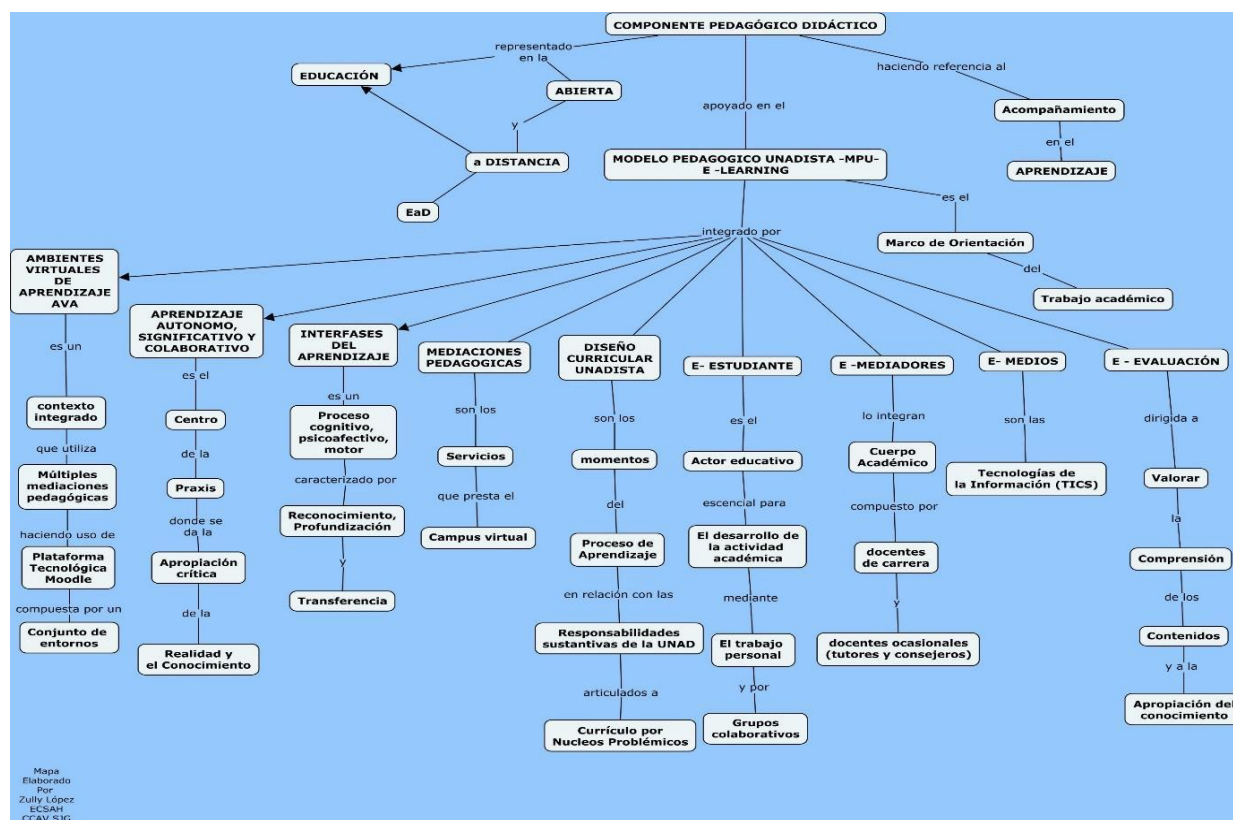 COMPONENTE PEDAGÓGICO DIDÁCTICO
representado
en la
EDUCACIÓN
ABIERTA
y
a DISTANCIA
EaD
apoyado en el
haciendo referencia al
Acompañamiento
en el
APRENDIZAJE
MODELO PEDAGOGICO UNADISTA -MPU-
E -LEARNING
es el
Marco de Orientación
del
Trabajo académico
integrado por
AMBIENTES
VIRTUALES
DE
APRENDIZAJE
AVA
es un
contexto
integrado
que utiliza
Múltiples
mediaciones
pedagógicas
haciendo uso de
Plataforma
Tecnológica
Moodle
compuesta por un
Conjunto de
entornos
APRENDIZAJE
AUTONOMO,
SIGNIFICATIVO Y
COLABORATIVO
es el
Centro
de la
Praxis
donde se
da la
Apropiación
crítica
de la
Realidad y
el Conocimiento
INTERFASES
DEL
APRENDIZAJE
es un
Proceso
cognitivo,
psicoafectivo,
motor
caracterizado por
Reconocimiento,
Profundización
y
Transferencia
MEDIACIONES
PEDAGOGICAS
son los
Servicios
que presta el
Campus virtual
DISEÑO
CURRICULAR
UNADISTA
son los
momentos
del
Proceso de
Aprendizaje
en relación con las
Responsabilidades
sustantivas de la UNAD
articulados a
Currículo por
Nucleos Problémicos
E- ESTUDIANTE
es el
Actor educativo
escencial para
El desarrollo de
la actividad
académica
mediante
El trabajo
personal
y por
Grupos
colaborativos
E -MEDIADORES
lo integran
Cuerpo
Académico
compuesto por
docentes
de carrera
y
docentes ocasionales
(tutores y consejeros)
E- MEDIOS
son las
Tecnologías de
la Información (TICS)
E - EVALUACIÓN
dirigida a
Valorar
la
Comprensión
de los
Contenidos
y a la
Apropiación del
conocimiento
Mapa
Elaborado
Por
Zully López
ECSAH
CCAV SJG